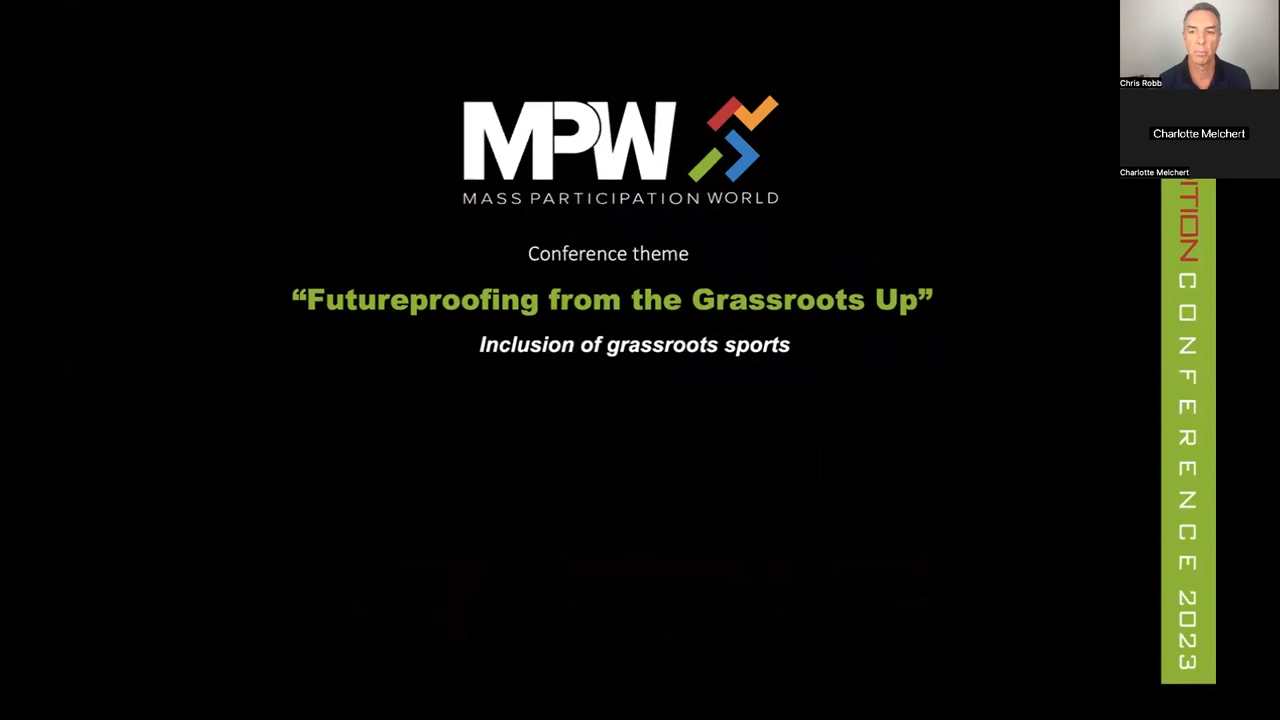 MPW
MASS PARTICIPATION WORLD
Conference theme
“Futureproofing from the Grassroots Up”
Inclusion of grassroots sports
Chris Robb
Charlotte Melchert
Charlotte Melchert
CONFERENCE 2023